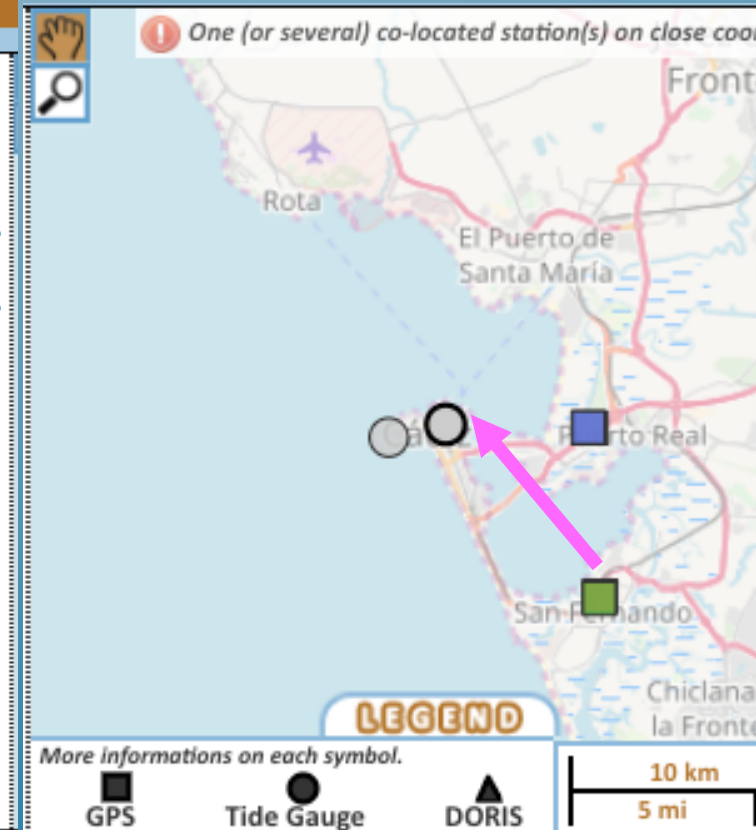 One (or several) co-located station(s) on close coo
Front
Rota
El Puerto de
Santa María
Puerto Real
San Fernando
Chiclana
la Fronte
LEGEND
More informations on each symbol.
GPS
Tide Gauge
DORIS
10 km
5 mi